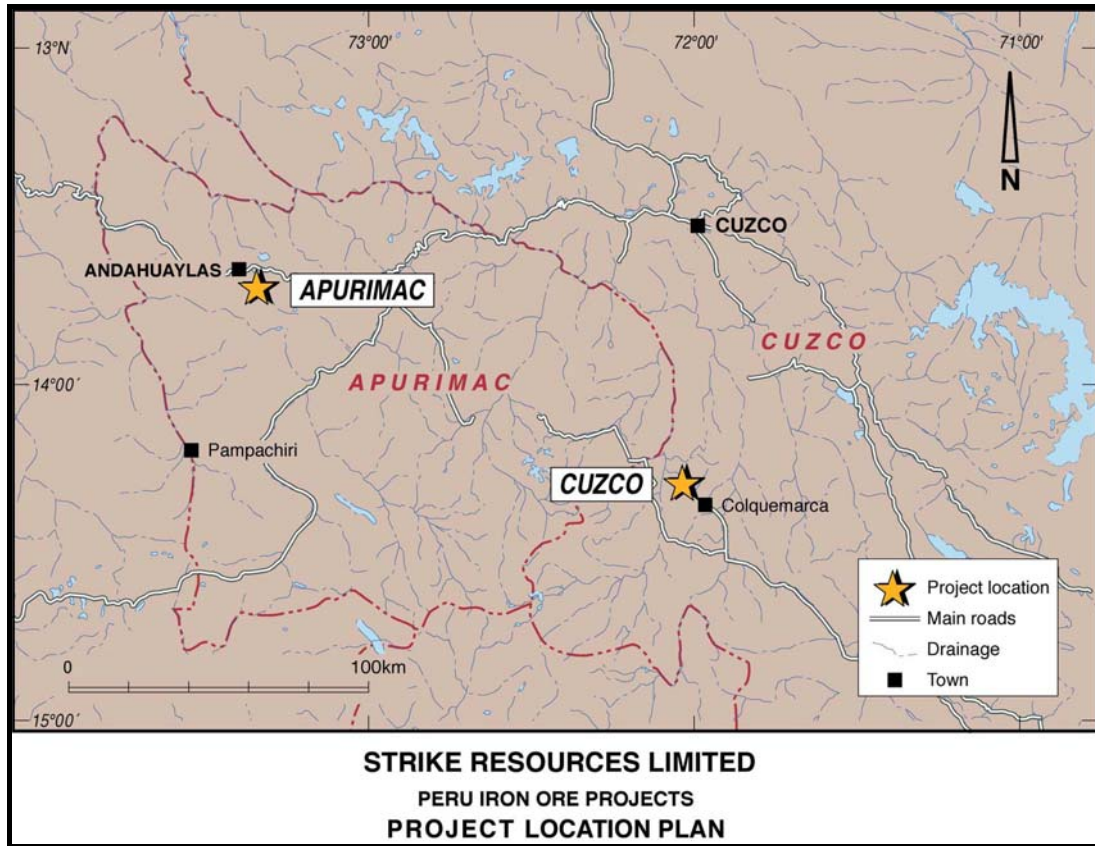 73°00'
72°00'
71°00'
13°N
N
CUZCO
ANDAHUAYLAS
APURIMAC
CUZCO
APURIMAC
14°00'
Pampachiri
CUZCO
Colquemarca
Project location
Main roads
Drainage
Town
0
100km
15°00'
STRIKE RESOURCES LIMITED
PERU IRON ORE PROJECTS
PROJECT LOCATION PLAN